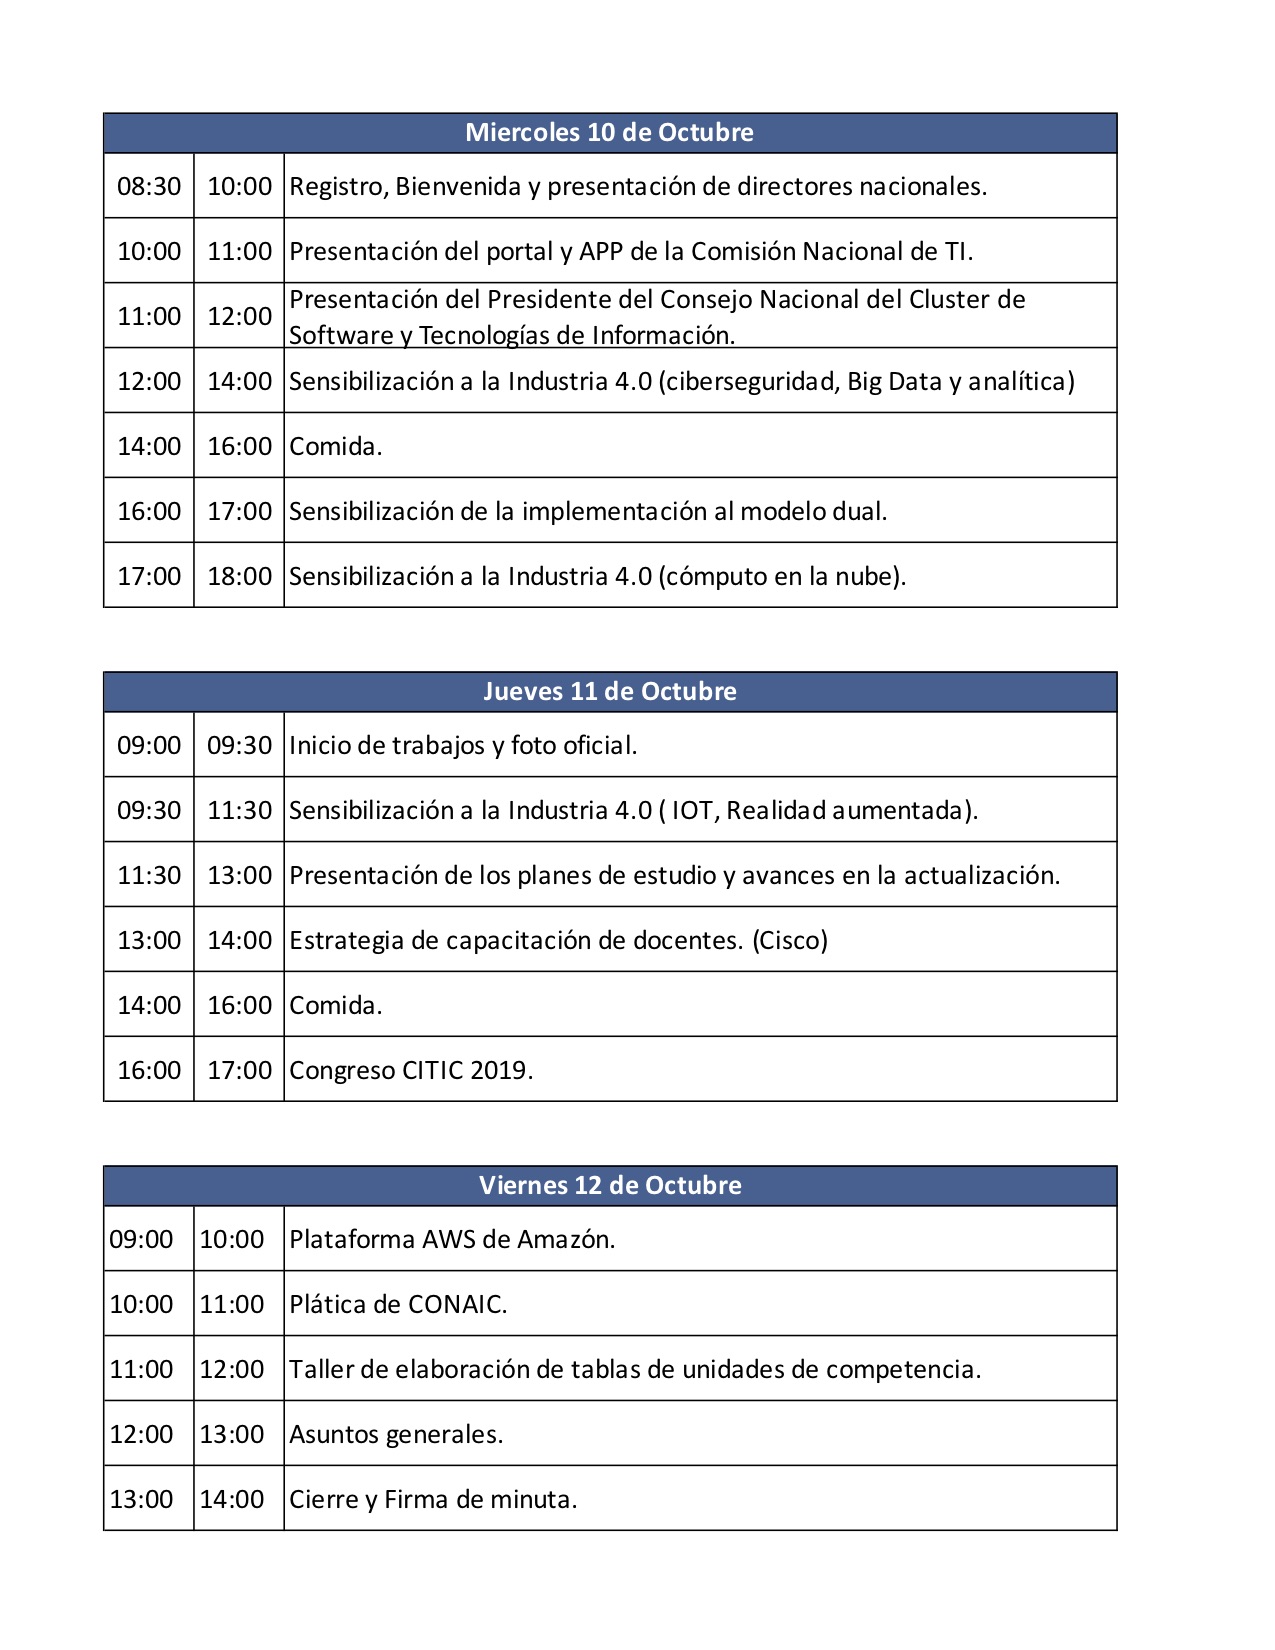 Miercoles 10 de Octubre
08:30 10:00 Registro, Bienvenida y presentación de directores nacionales.
10:00 11:00 Presentación del portal y APP de la Comisión Nacional de TI.
11:00 12:00 Presentación del Presidente del Consejo Nacional del Cluster de
Software y Tecnologías de Información.
12:00 14:00 Sensibilización a la Industria 4.0 (ciberseguridad, Big Data y analítica)
14:00 16:00 Comida.
16:00 17:00 Sensibilización de la implementación al modelo dual.
17:00 18:00 Sensibilización a la Industria 4.0 (cómputo en la nube).
Jueves 11 de Octubre
09:00 09:30 Inicio de trabajos y foto oficial.
09:30 11:30 Sensibilización a la Industria 4.0 ( IOT, Realidad aumentada).
11:30 13:00 Presentación de los planes de estudio y avances en la actualización.
13:00 14:00 Estrategia de capacitación de docentes. (Cisco)
14:00 16:00 Comida.
16:00 17:00 Congreso CITIC 2019.
Viernes 12 de Octubre
09:00 10:00 Plataforma AWS de Amazón.
10:00 11:00 Plática de CONAIC.
11:00 12:00 Taller de elaboración de tablas de unidades de competencia.
12:00 13:00 Asuntos generales.
13:00 14:00 Cierre y Firma de minuta.